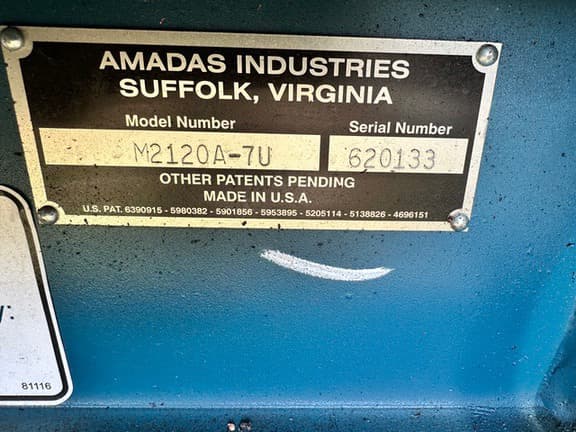 AMADAS INDUSTRIES
SUFFOLK, VIRGINIA
Model Number Serial Number
M2120A-7U 620133
OTHER PATENTS PENDING
MADE IN U.S.A.
U.S. PAT. 6390915 - 5980382 - 5901856 - 5953895 - 5205114 - 5138826 - 4696151
y:
81116